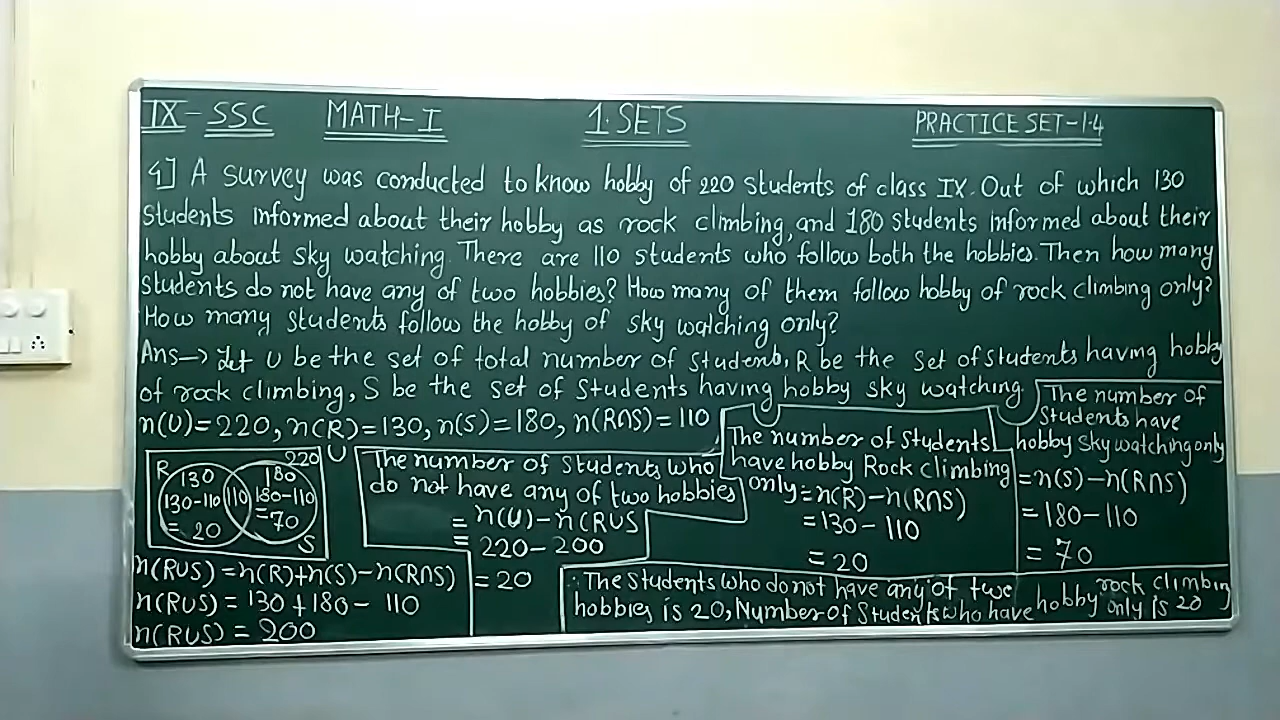 IX - SSC MATH - I 1. SETS PRACTICE SET - 1.4
4] A survey was conducted to know hobby of 220 students of class IX. Out of which 130
students informed about their hobby as rock climbing, and 180 students informed about their
hobby about sky watching. There are 110 students who follow both the hobbies. Then how many
students do not have any of two hobbies? How many of them follow hobby of rock climbing only?
How many students follow the hobby of sky watching only?
Ans → Let U be the set of total number of students, R be the set of students having hobby
of rock climbing, S be the set of students having hobby sky watching.
n(U) = 220, n(R) = 130, n(S) = 180, n(R∩S) = 110
U
220
R
130
130-110
= 20
110
180
180-110
= 70
S
n(RUS) = n(R) + n(S) - n(R∩S)
n(RUS) = 130 + 180 - 110
n(RUS) = 200
The number of students who
do not have any of two hobbies
= n(U) - n(RUS
= 220 - 200
= 20
The number of students
have hobby Rock climbing
only = n(R) - n(R∩S)
= 130 - 110
= 20
The number of
students have
hobby sky watching only
= n(S) - n(R∩S)
= 180 - 110
= 70
∴ The students who do not have any of two
hobbies is 20, Number of students who have hobby rock climbing
only is 20